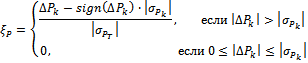 ξ_P = { (ΔP_k − sign(ΔP_k) · |σ_{P_k}|) / |σ_{P_T}|, если |ΔP_k| > |σ_{P_k}|
0, если 0 ≤ |ΔP_k| ≤ |σ_{P_k}|